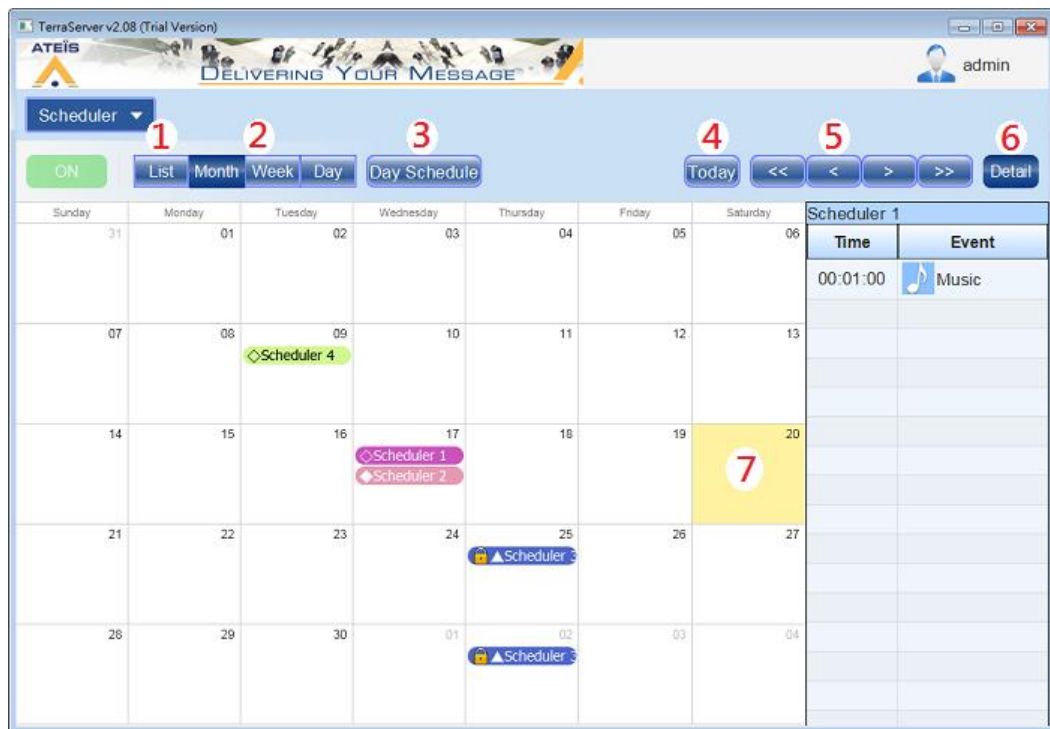 TerraServer v2.08 (Trial Version)
ATEÏS
DELIVERING YOUR MESSAGE
admin
Scheduler
1 2 3 4 5 6
ON List Month Week Day Day Schedule Today << < > >> Detail
Sunday Monday Tuesday Wednesday Thursday Friday Saturday Scheduler 1
Time Event
31 01 02 03 04 05 06
00:01:00 Music
07 08 09 10 11 12 13
◇Scheduler 4
14 15 16 17 18 19 20
◇Scheduler 1
◆Scheduler 2
7
21 22 23 24 25 26 27
▲Scheduler 3
28 29 30 01 02 03 04
▲Scheduler 3